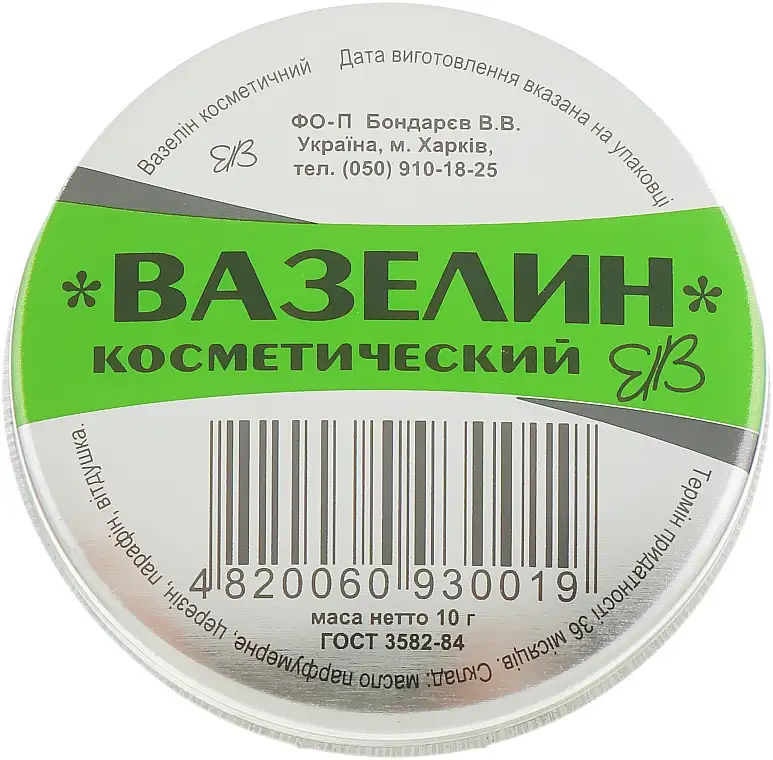 Вазелін косметичний Дата виготовлення вказана на упаковці
ФО-П Бондарєв В.В.
Україна, м. Харків,
тел. (050) 910-18-25
*ВАЗЕЛИН*
КОСМЕТИЧЕСКИЙ
4 820060 930019
маса нетто 10 г
ГОСТ 3582-84
Термін придатності 36 місяців. Склад: масло парфумерне, церезін, парафін, вітдушка.